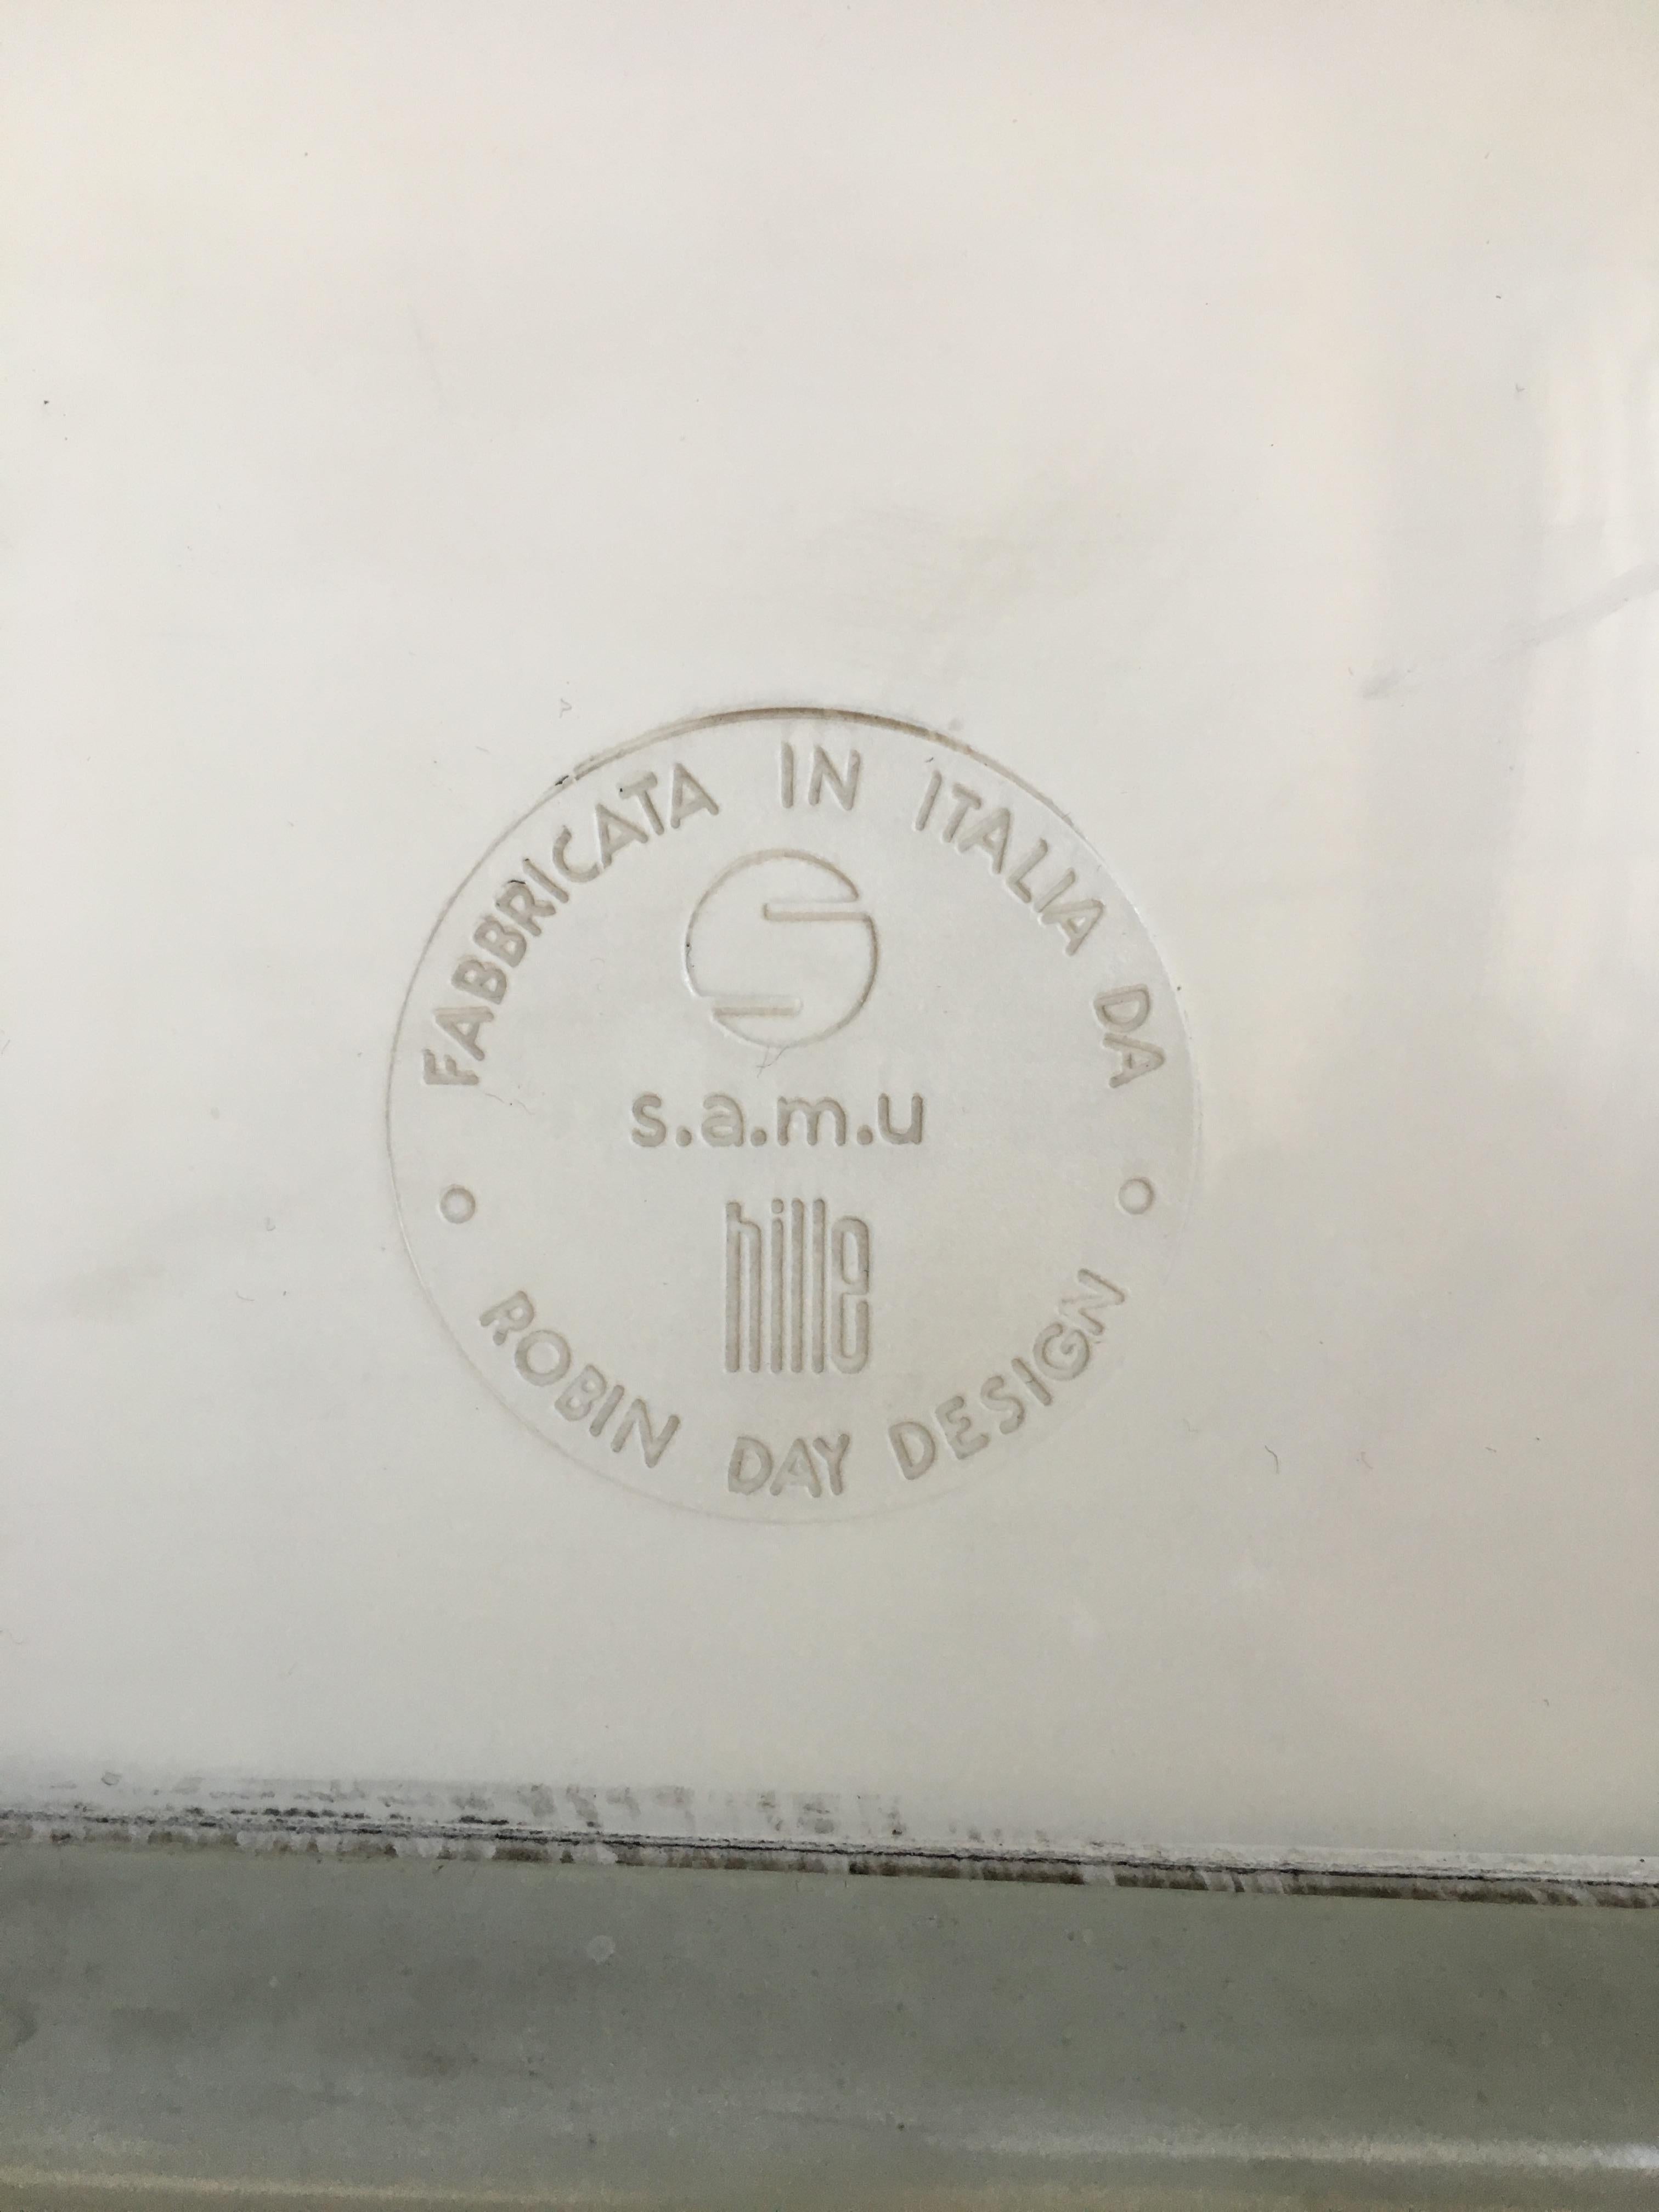 FABBRICATA IN ITALIA DA
s.a.m.u
hille
ROBIN DAY DESIGN